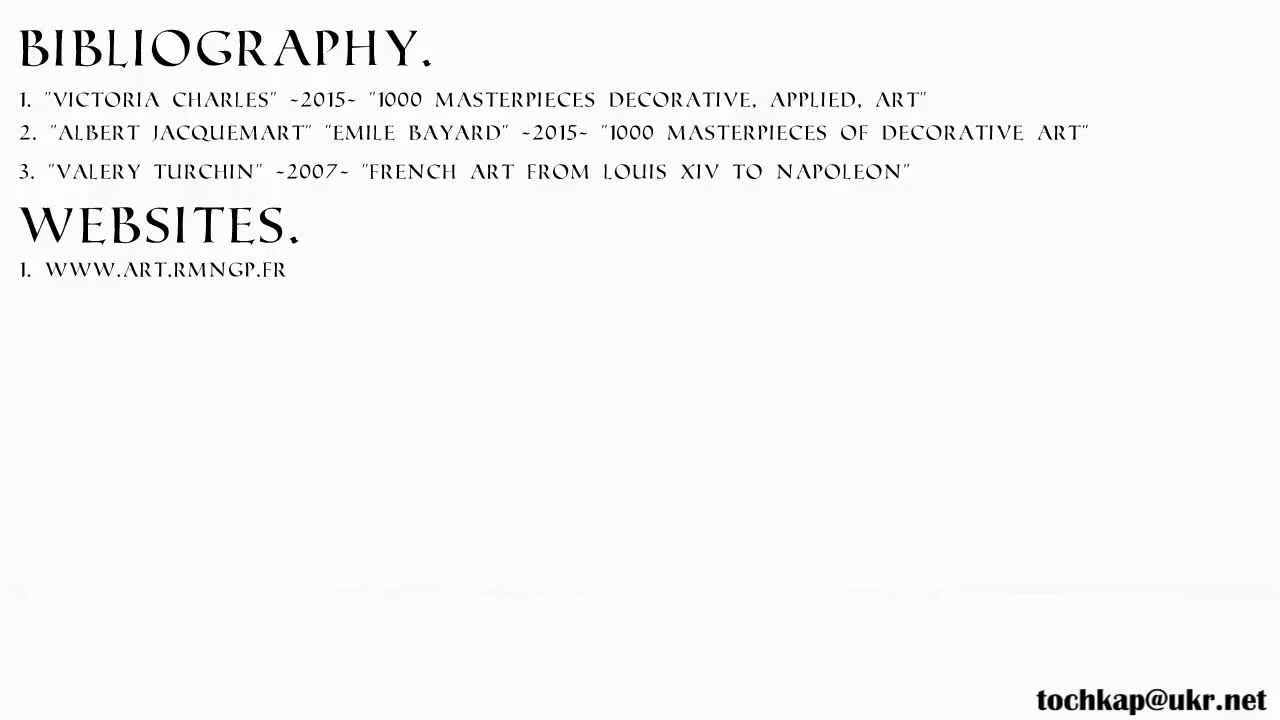 BIBLIOGRAPHY.
1. "VICTORIA CHARLES" ~2015~ "1000 MASTERPIECES DECORATIVE, APPLIED, ART"
2. "ALBERT JACQUEMART" "EMILE BAYARD" ~2015~ "1000 MASTERPIECES OF DECORATIVE ART"
3. "VALERY TURCHIN" ~2007~ "FRENCH ART FROM LOUIS XIV TO NAPOLEON"
WEBSITES.
1. WWW.ART.RMNGP.FR
tochkap@ukr.net